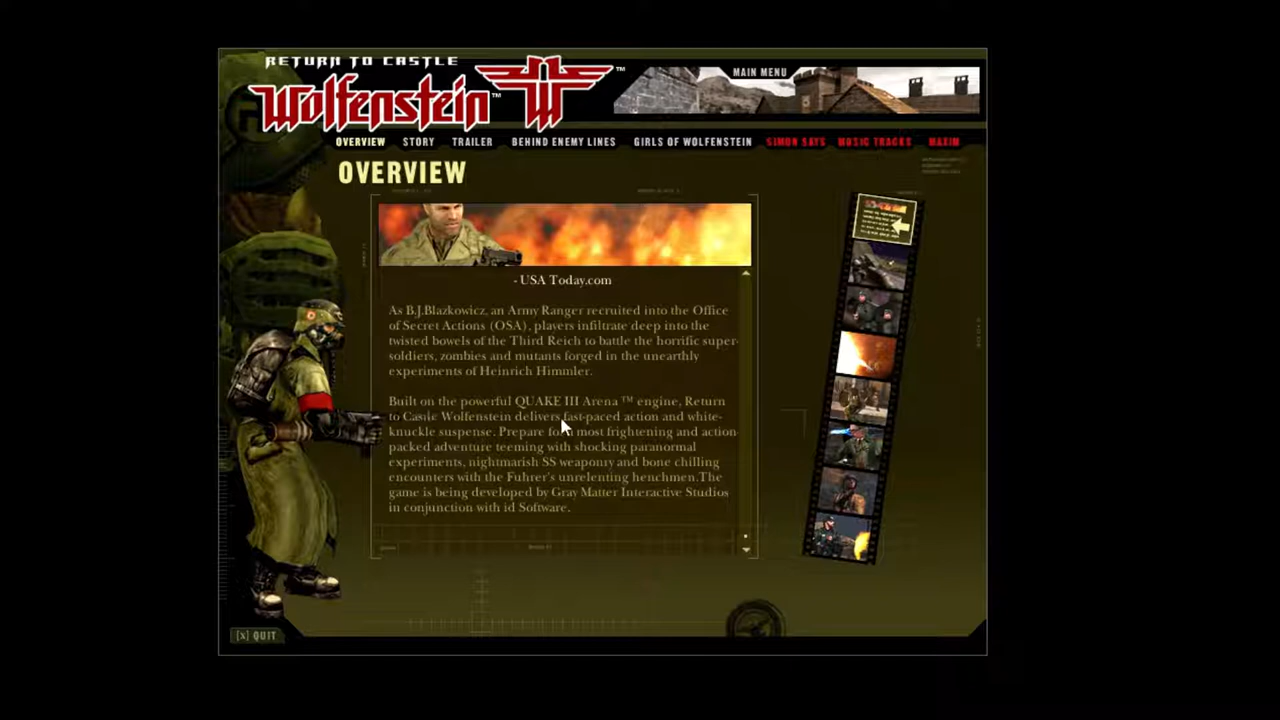 RETURN TO CASTLE
Wolfenstein™
™
MAIN MENU
OVERVIEW STORY TRAILER BEHIND ENEMY LINES GIRLS OF WOLFENSTEIN SIMON SAYS MUSIC TRACKS MAXIM
OVERVIEW
- USA Today.com
As B.J.Blazkowicz, an Army Ranger recruited into the Office
of Secret Actions (OSA), players infiltrate deep into the
twisted bowels of the Third Reich to battle the horrific super-
soldiers, zombies and mutants forged in the unearthly
experiments of Heinrich Himmler.
Built on the powerful QUAKE III Arena ™ engine, Return
to Castle Wolfenstein delivers fast-paced action and white-
knuckle suspense. Prepare for a most frightening and action-
packed adventure teeming with shocking paranormal
experiments, nightmarish SS weaponry and bone chilling
encounters with the Fuhrer's unrelenting henchmen.The
game is being developed by Gray Matter Interactive Studios
in conjunction with id Software.
[X] QUIT